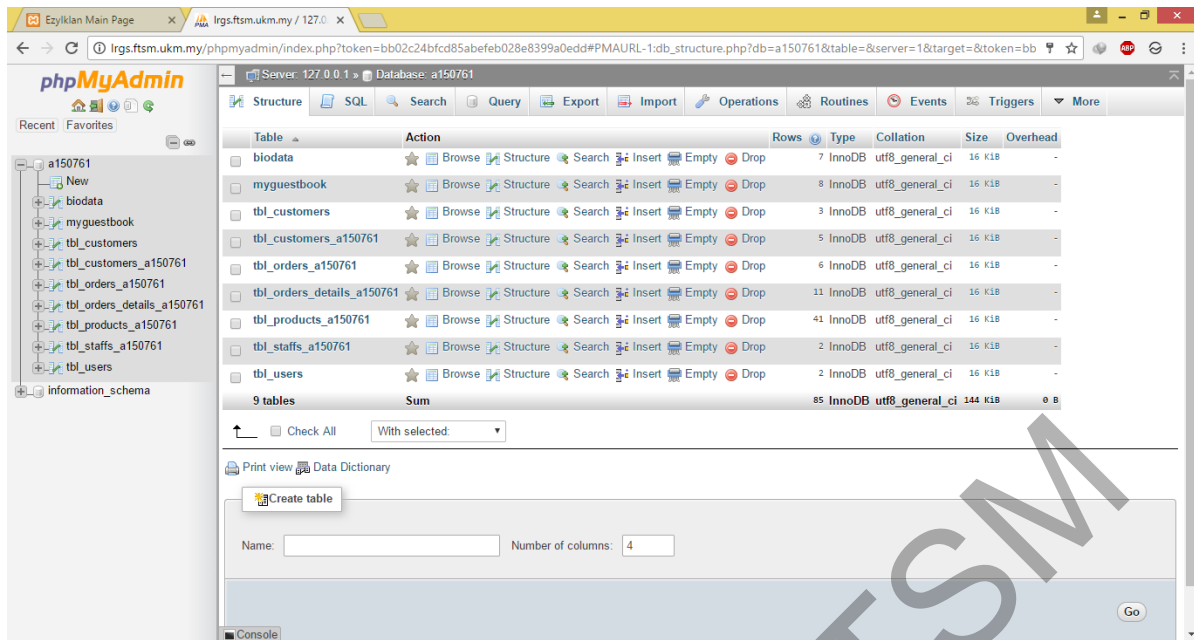 EzyIklan Main Page
lrgs.ftsm.ukm.my / 127.0
lrgs.ftsm.ukm.my/phpmyadmin/index.php?token=bb02c24bfcd85abefeb028e8399a0edd#PMAURL-1:db_structure.php?db=a150761&table=&server=1&target=&token=bb
ABP
phpMyAdmin
Recent Favorites
a150761
New
biodata
myguestbook
tbl_customers
tbl_customers_a150761
tbl_orders_a150761
tbl_orders_details_a150761
tbl_products_a150761
tbl_staffs_a150761
tbl_users
information_schema
Server: 127.0.0.1 » Database: a150761
Structure SQL Search Query Export Import Operations Routines Events Triggers More
Table Action Rows Type Collation Size Overhead
biodata Browse Structure Search Insert Empty Drop 7 InnoDB utf8_general_ci 16 KiB -
myguestbook Browse Structure Search Insert Empty Drop 8 InnoDB utf8_general_ci 16 KiB -
tbl_customers Browse Structure Search Insert Empty Drop 3 InnoDB utf8_general_ci 16 KiB -
tbl_customers_a150761 Browse Structure Search Insert Empty Drop 5 InnoDB utf8_general_ci 16 KiB -
tbl_orders_a150761 Browse Structure Search Insert Empty Drop 6 InnoDB utf8_general_ci 16 KiB -
tbl_orders_details_a150761 Browse Structure Search Insert Empty Drop 11 InnoDB utf8_general_ci 16 KiB -
tbl_products_a150761 Browse Structure Search Insert Empty Drop 41 InnoDB utf8_general_ci 16 KiB -
tbl_staffs_a150761 Browse Structure Search Insert Empty Drop 2 InnoDB utf8_general_ci 16 KiB -
tbl_users Browse Structure Search Insert Empty Drop 2 InnoDB utf8_general_ci 16 KiB -
9 tables Sum 85 InnoDB utf8_general_ci 144 KiB 0 B
Check All With selected:
Print view Data Dictionary
Create table
Name: Number of columns: 4
Go
Console
TSM